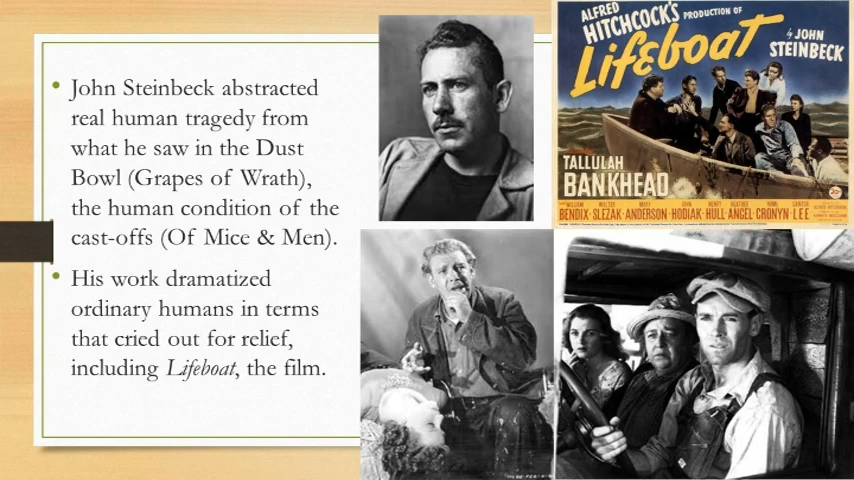 • John Steinbeck abstracted
real human tragedy from
what he saw in the Dust
Bowl (Grapes of Wrath),
the human condition of the
cast-offs (Of Mice & Men).
• His work dramatized
ordinary humans in terms
that cried out for relief,
including Lifeboat, the film.
ALFRED
HITCHCOCK'S PRODUCTION OF
Lifeboat
by JOHN
STEINBECK
TALLULAH
BANKHEAD
WILLIAM WALTER MARY JOHN HENRY HEATHER HUME CANADA
BENDIX · SLEZAK · ANDERSON · HODIAK · HULL · ANGEL · CRONYN · LEE